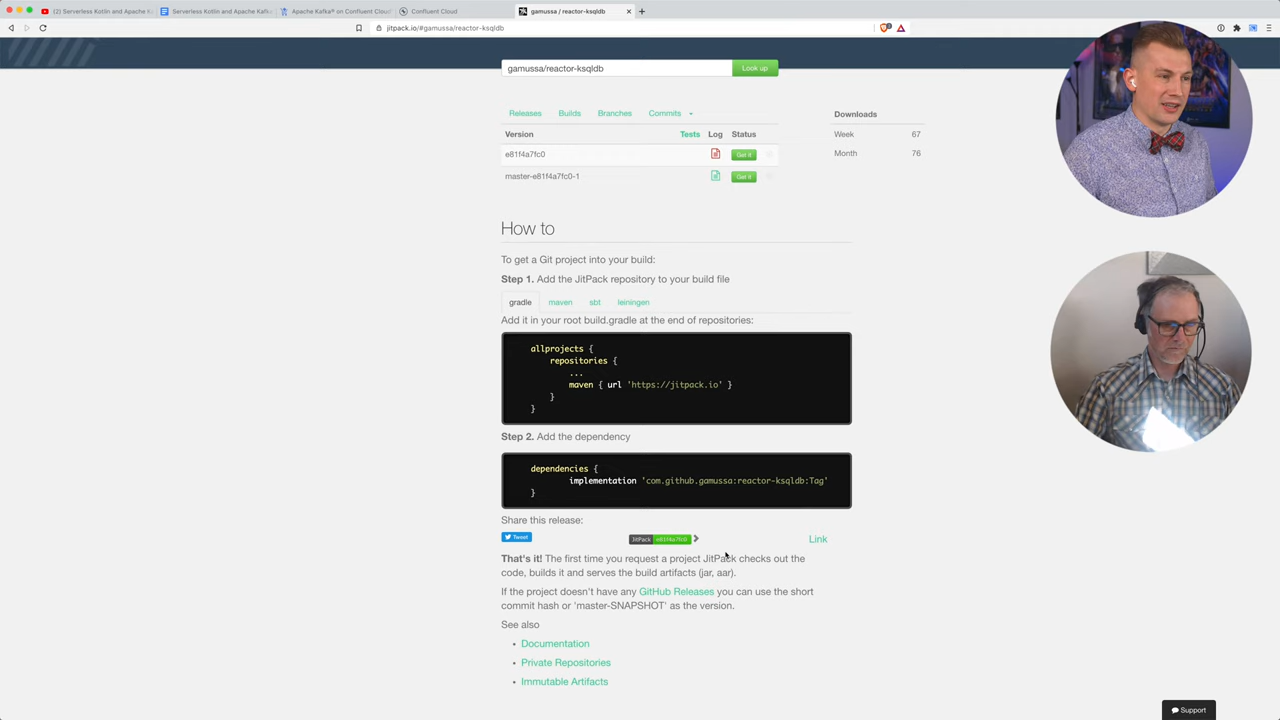 (2) Serverless Kotlin and Apache Ka
Serverless Kotlin and Apache Kafka
Apache Kafka® on Confluent Cloud
Confluent Cloud
gamussa / reactor-ksqldb
jitpack.io/#gamussa/reactor-ksqldb
gamussa/reactor-ksqldb
Look up
Releases Builds Branches Commits
Downloads
Version Tests Log Status
Week 67
e81f4a7fc0 Get it
Month 76
master-e81f4a7fc0-1 Get it
How to
To get a Git project into your build:
Step 1. Add the JitPack repository to your build file
gradle maven sbt leiningen
Add it in your root build.gradle at the end of repositories:
allprojects {
repositories {
...
maven { url 'https://jitpack.io' }
}
}
Step 2. Add the dependency
dependencies {
implementation 'com.github.gamussa:reactor-ksqldb:Tag'
}
Share this release:
Tweet
JitPack e81f4a7fc0
Link
That's it! The first time you request a project JitPack checks out the
code, builds it and serves the build artifacts (jar, aar).
If the project doesn't have any GitHub Releases you can use the short
commit hash or 'master-SNAPSHOT' as the version.
See also
Documentation
Private Repositories
Immutable Artifacts
Support